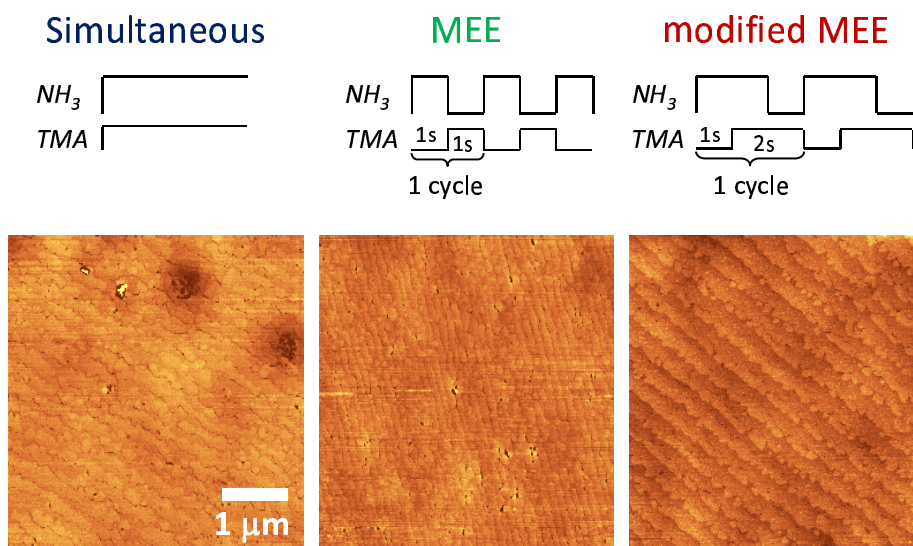 Simultaneous
MEE
modified MEE
NH3
NH3
NH3
TMA
TMA
1s
1s
TMA
1s
2s
1 cycle
1 cycle
1 μm